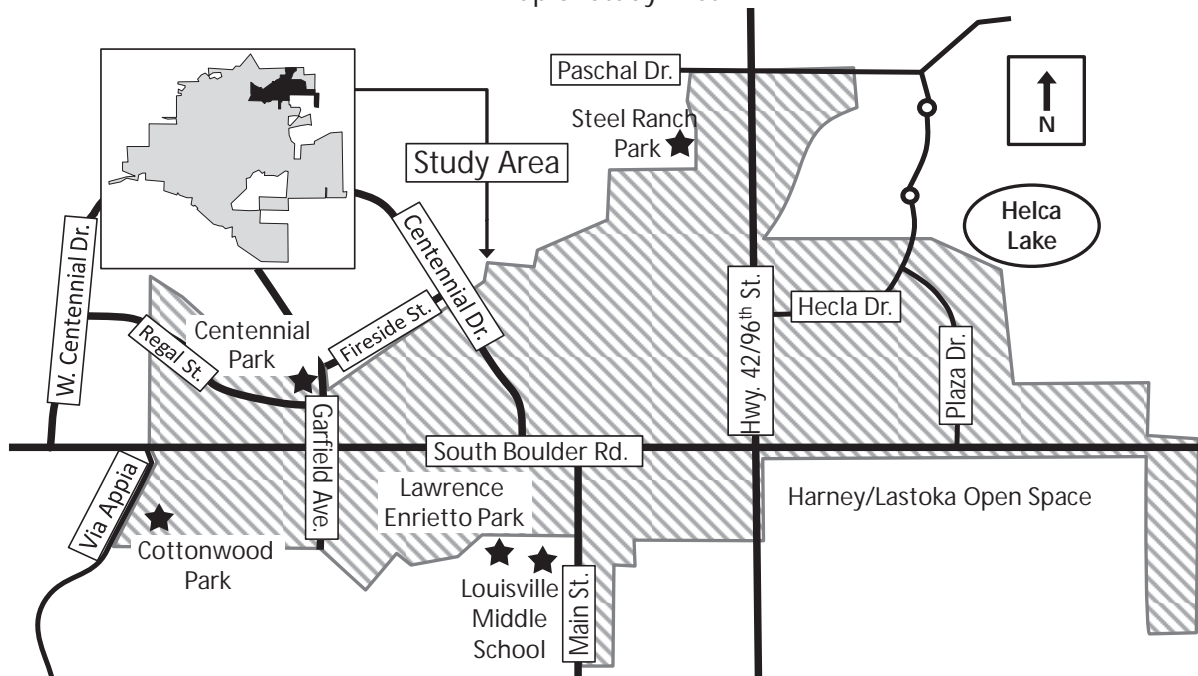 Paschal Dr.
Steel Ranch
Park
N
Study Area
Helca
Lake
W. Centennial Dr.
Centennial Dr.
Hwy. 42/96th St.
Hecla Dr.
Centennial
Park
Fireside St.
Regal St.
Plaza Dr.
Garfield Ave.
South Boulder Rd.
Via Appia
Lawrence
Enrietto Park
Harney/Lastoka Open Space
Cottonwood
Park
Louisville
Middle
School
Main St.